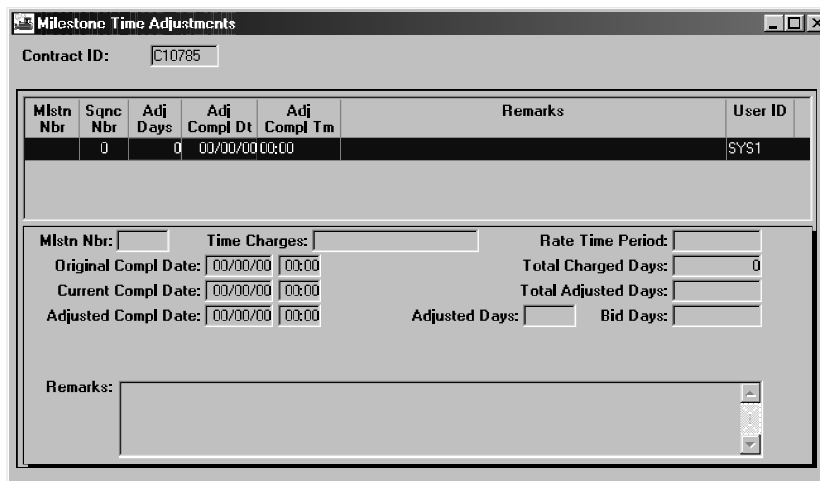 Milestone Time Adjustments
Contract ID: C10785
Mlstn Nbr Sqnc Nbr Adj Days Adj Compl Dt Adj Compl Tm Remarks User ID
0 0 00/00/00 00:00 SYS1
Mlstn Nbr: Time Charges: Rate Time Period:
Original Compl Date: 00/00/00 00:00 Total Charged Days: 0
Current Compl Date: 00/00/00 00:00 Total Adjusted Days:
Adjusted Compl Date: 00/00/00 00:00 Adjusted Days: Bid Days:
Remarks: